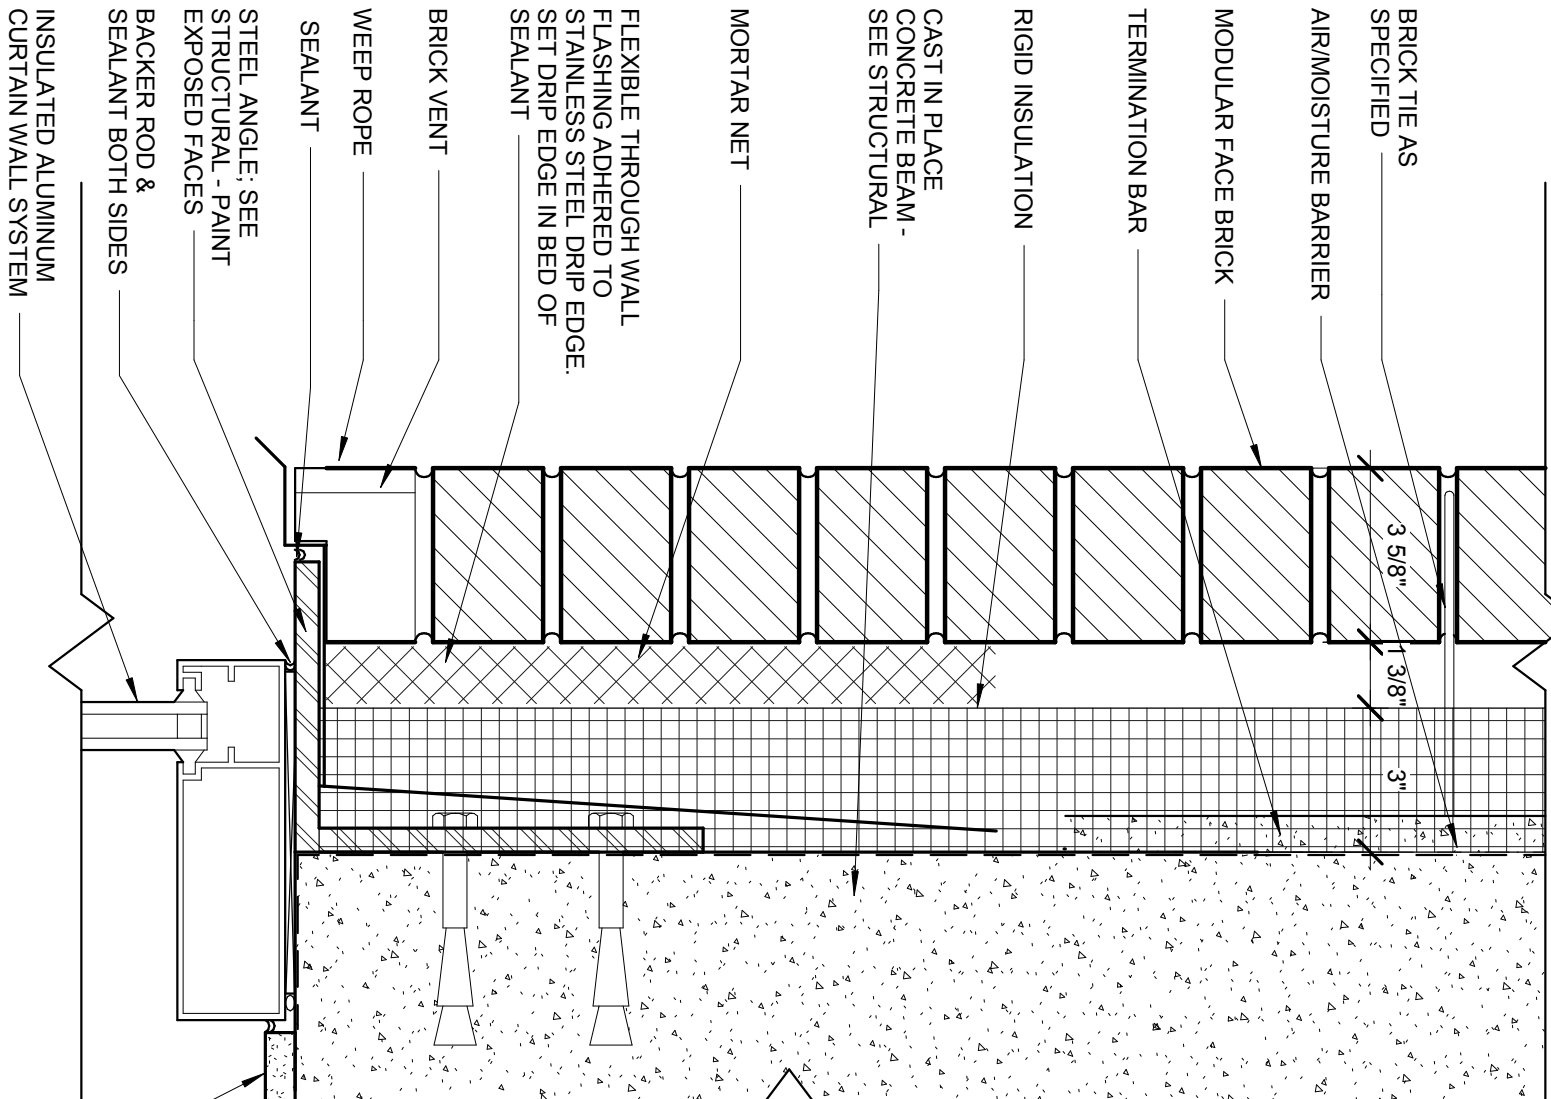 BRICK TIE AS
SPECIFIED
AIR/MOISTURE BARRIER
MODULAR FACE BRICK
TERMINATION BAR
RIGID INSULATION
CAST IN PLACE
CONCRETE BEAM -
SEE STRUCTURAL
MORTAR NET
FLEXIBLE THROUGH WALL
FLASHING ADHERED TO
STAINLESS STEEL DRIP EDGE.
SET DRIP EDGE IN BED OF
SEALANT
BRICK VENT
WEEP ROPE
SEALANT
STEEL ANGLE; SEE
STRUCTURAL - PAINT
EXPOSED FACES
BACKER ROD &
SEALANT BOTH SIDES
INSULATED ALUMINUM
CURTAIN WALL SYSTEM
3 5/8"
1 3/8"
3"